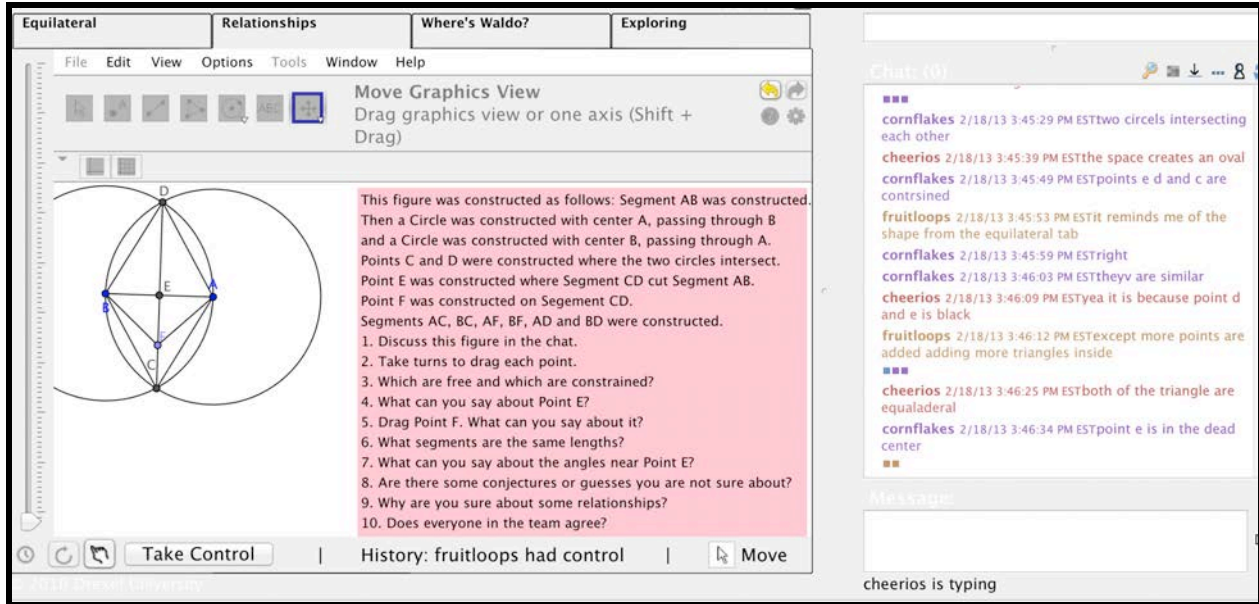 Equilateral
Relationships
Where's Waldo?
Exploring
File Edit View Options Tools Window Help
ABC
Move Graphics View
Drag graphics view or one axis (Shift +
Drag)
D
E
A
B
F
C
This figure was constructed as follows: Segment AB was constructed.
Then a Circle was constructed with center A, passing through B
and a Circle was constructed with center B, passing through A.
Points C and D were constructed where the two circles intersect.
Point E was constructed where Segment CD cut Segment AB.
Point F was constructed on Segement CD.
Segments AC, BC, AF, BF, AD and BD were constructed.
1. Discuss this figure in the chat.
2. Take turns to drag each point.
3. Which are free and which are constrained?
4. What can you say about Point E?
5. Drag Point F. What can you say about it?
6. What segments are the same lengths?
7. What can you say about the angles near Point E?
8. Are there some conjectures or guesses you are not sure about?
9. Why are you sure about some relationships?
10. Does everyone in the team agree?
Take Control | History: fruitloops had control | Move
© 2010 Drexel University
Chat: (0)
cornflakes 2/18/13 3:45:29 PM ESTtwo circels intersecting
each other
cheerios 2/18/13 3:45:39 PM ESTthe space creates an oval
cornflakes 2/18/13 3:45:49 PM ESTpoints e d and c are
contrsined
fruitloops 2/18/13 3:45:53 PM ESTit reminds me of the
shape from the equilateral tab
cornflakes 2/18/13 3:45:59 PM ESTright
cornflakes 2/18/13 3:46:03 PM ESTtheyv are similar
cheerios 2/18/13 3:46:09 PM ESTyea it is because point d
and e is black
fruitloops 2/18/13 3:46:12 PM ESTexcept more points are
added adding more triangles inside
cheerios 2/18/13 3:46:25 PM ESTboth of the triangle are
equaladeral
cornflakes 2/18/13 3:46:34 PM ESTpoint e is in the dead
center
Message:
cheerios is typing